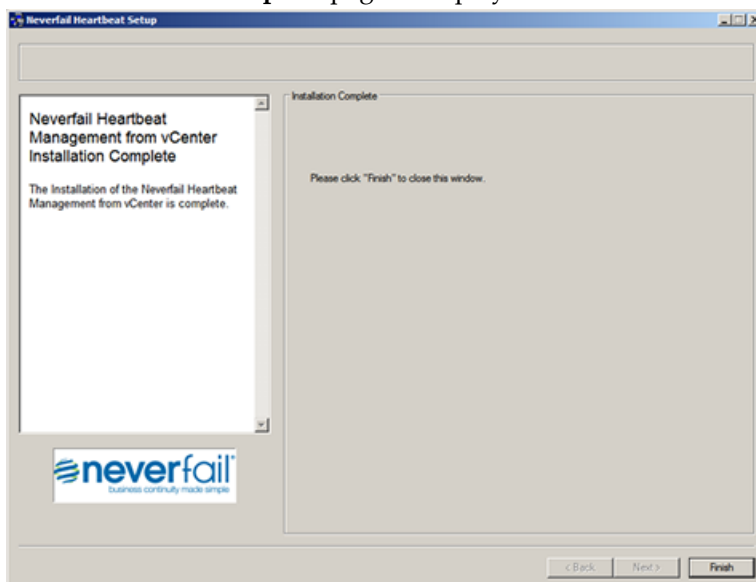 Neverfail Heartbeat Setup
Neverfail Heartbeat
Management from vCenter
Installation Complete
The Installation of the Neverfail Heartbeat
Management from vCenter is complete.
Installation Complete
Please click "Finish" to close this window.
neverfail
business continuity made simple
< Back
Next >
Finish